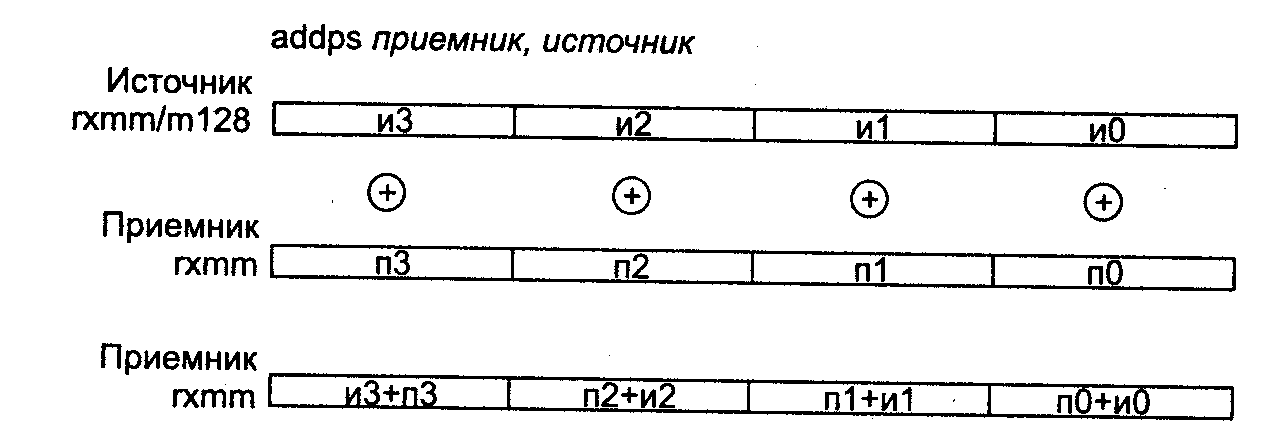 addps приемник, источник
Источник
rxmm/m128 и3 и2 и1 и0
+ + + +
Приемник
rxmm п3 п2 п1 п0
Приемник
rxmm и3+п3 п2+и2 п1+и1 п0+и0